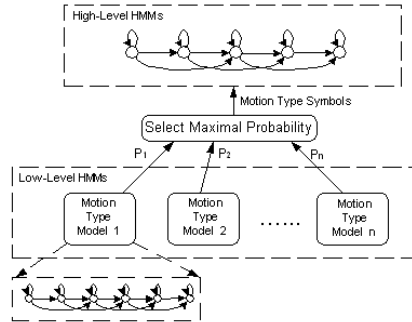 High-Level HMMs
Motion Type Symbols
Select Maximal Probability
P1 P2 Pn
Low-Level HMMs
Motion Type Model 1
Motion Type Model 2
......
Motion Type Model n